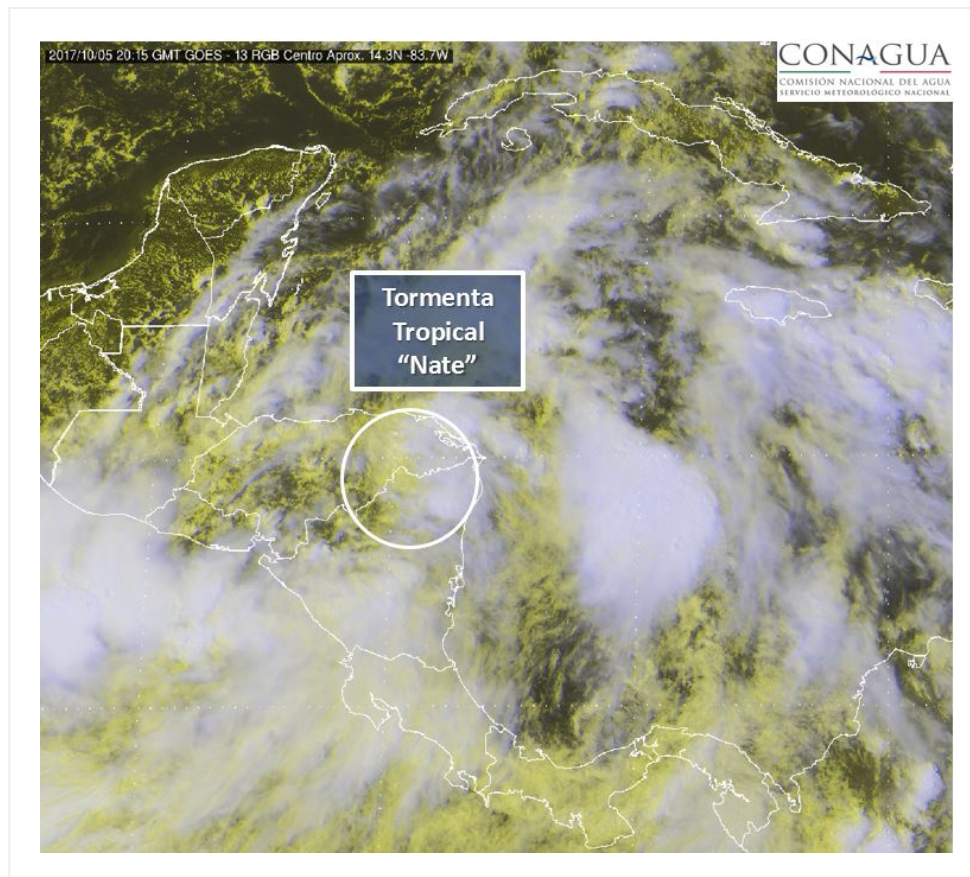 2017/10/05 20:15 GMT GOES - 13 RGB Centro Aprox. 14.3N -83.7W
CONAGUA
COMISIÓN NACIONAL DEL AGUA
SERVICIO METEOROLÓGICO NACIONAL
Tormenta
Tropical
“Nate”